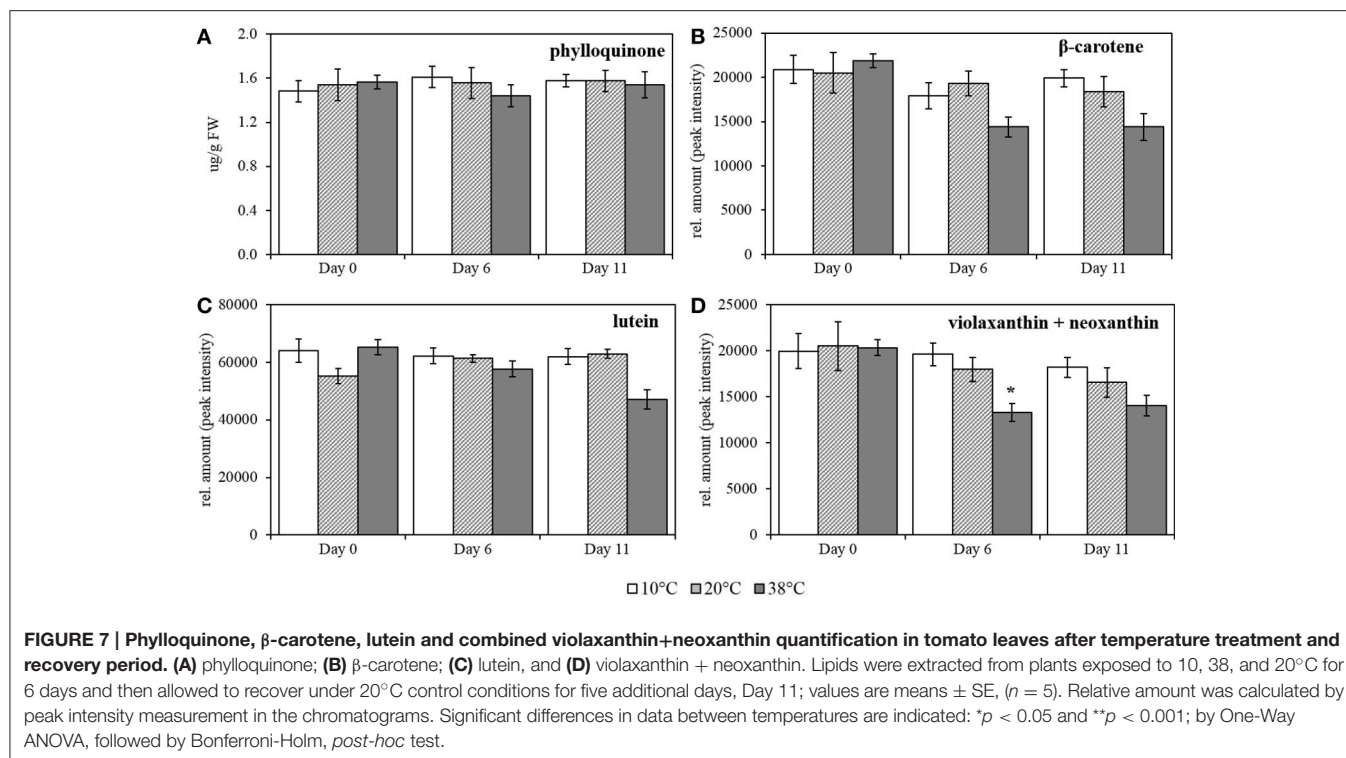 A
phylloquinone
2.0
1.6
1.2
0.8
0.4
0.0
ug/g FW
Day 0 Day 6 Day 11
B
β-carotene
25000
20000
15000
10000
5000
0
rel. amount (peak intensity)
Day 0 Day 6 Day 11
C
lutein
80000
60000
40000
20000
0
rel. amount (peak intensity)
Day 0 Day 6 Day 11
D
violaxanthin + neoxanthin
25000
20000
15000
10000
5000
0
rel. amount (peak intensity)
*
Day 0 Day 6 Day 11
10°C 20°C 38°C
FIGURE 7 | Phylloquinone, β-carotene, lutein and combined violaxanthin+neoxanthin quantification in tomato leaves after temperature treatment and
recovery period. (A) phylloquinone; (B) β-carotene; (C) lutein, and (D) violaxanthin + neoxanthin. Lipids were extracted from plants exposed to 10, 38, and 20°C for
6 days and then allowed to recover under 20°C control conditions for five additional days, Day 11; values are means ± SE, (n = 5). Relative amount was calculated by
peak intensity measurement in the chromatograms. Significant differences in data between temperatures are indicated: *p < 0.05 and **p < 0.001; by One-Way
ANOVA, followed by Bonferroni-Holm, post-hoc test.